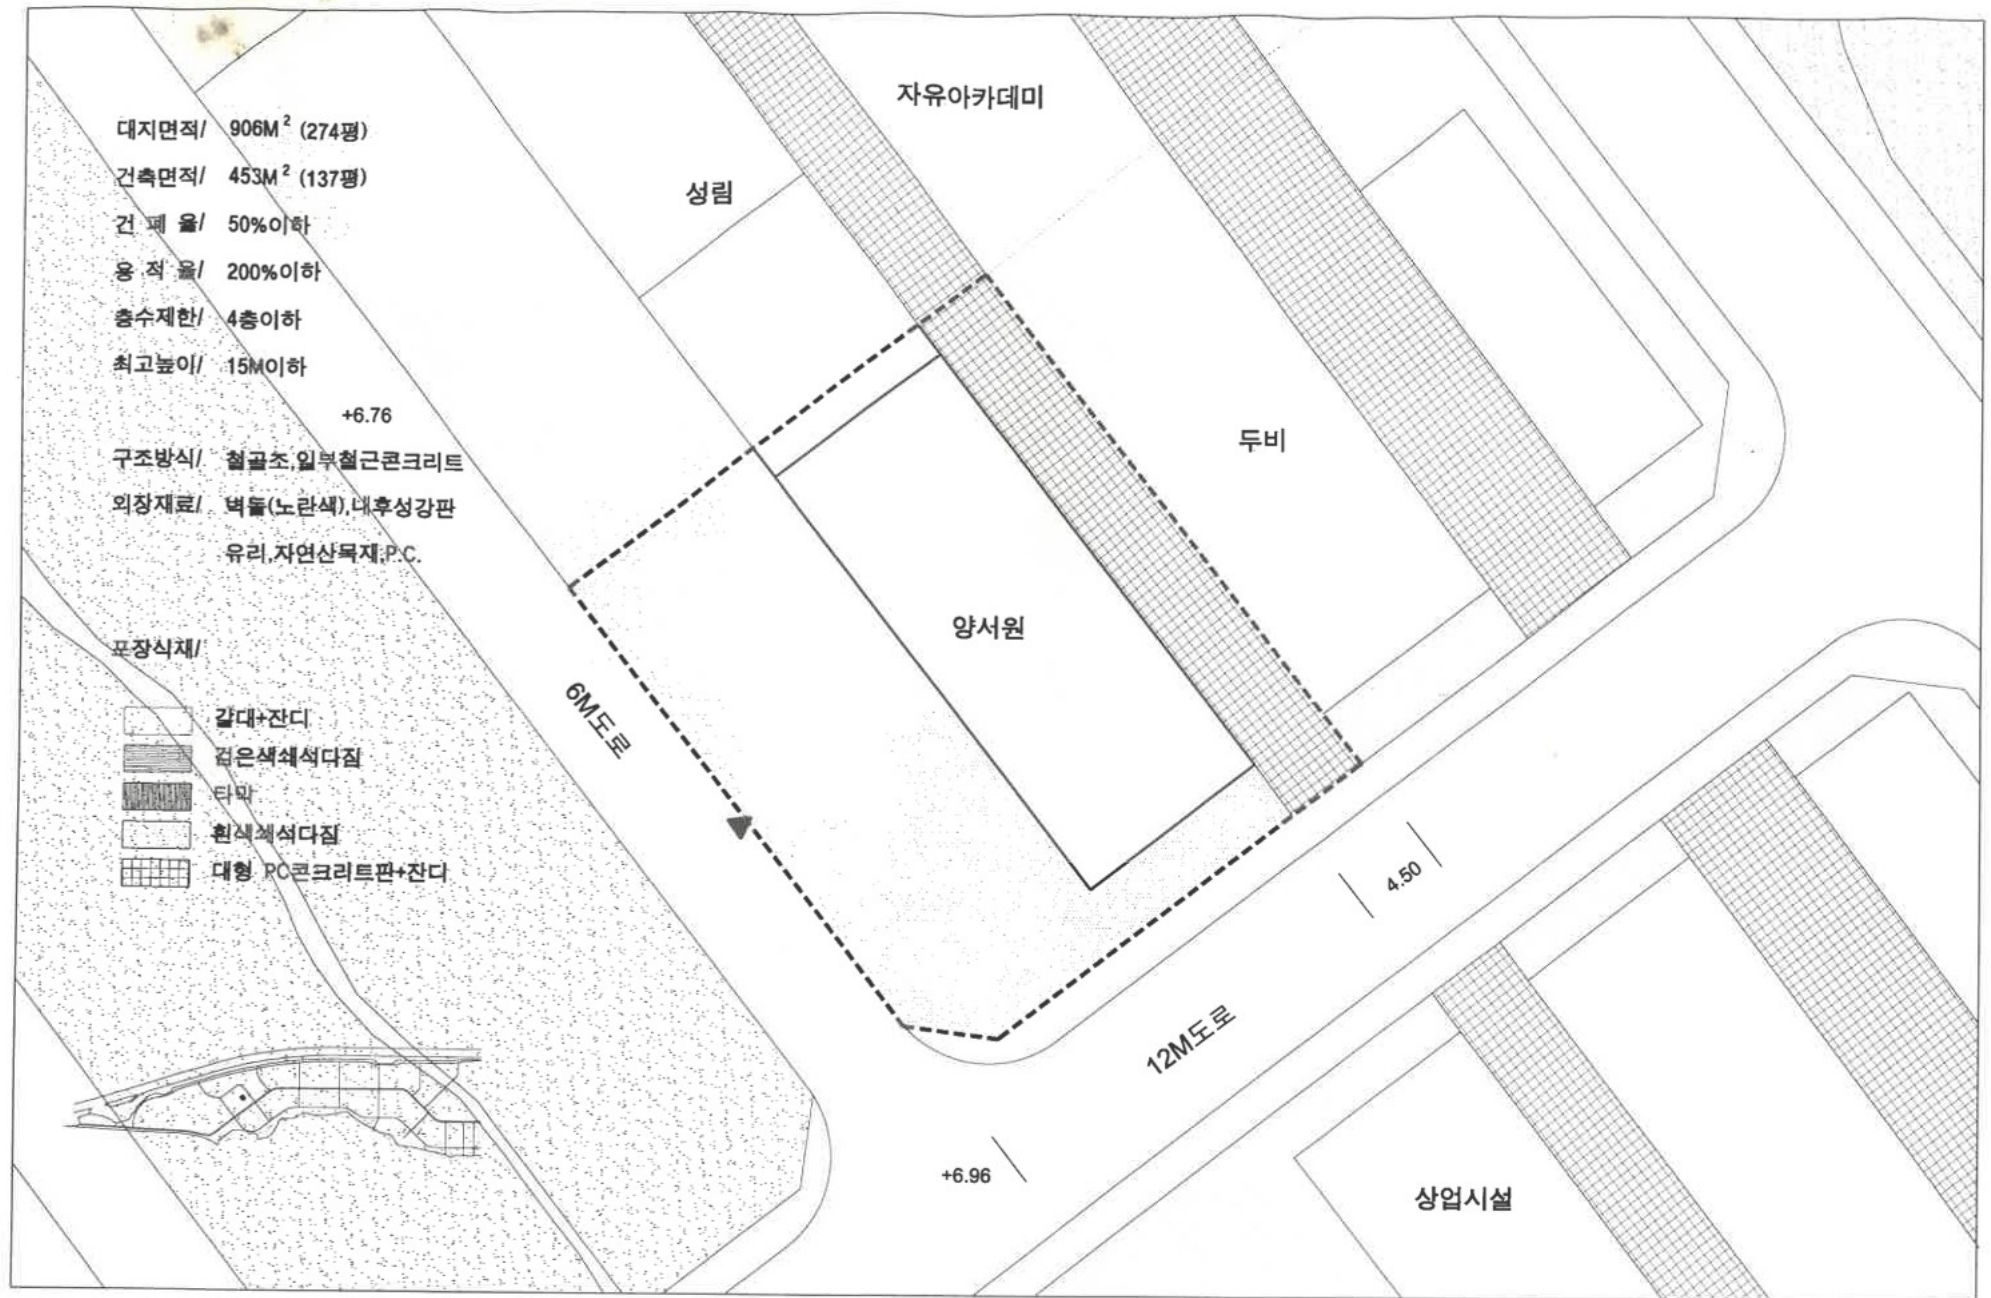 대지면적/ 906M² (274평)
건축면적/ 453M² (137평)
건 폐 율/ 50%이하
용 적 율/ 200%이하
층수제한/ 4층이하
최고높이/ 15M이하
+6.76
구조방식/ 철골조,일부철근콘크리트
외장재료/ 벽돌(노란색),내후성강판
유리,자연산목재,P.C.
포장식재/
갈대+잔디
검은색쇄석다짐
타막
흰색쇄석다짐
대형 PC콘크리트판+잔디
자유아카데미
성림
두비
양서원
6M도로
4.50
12M도로
+6.96
상업시설